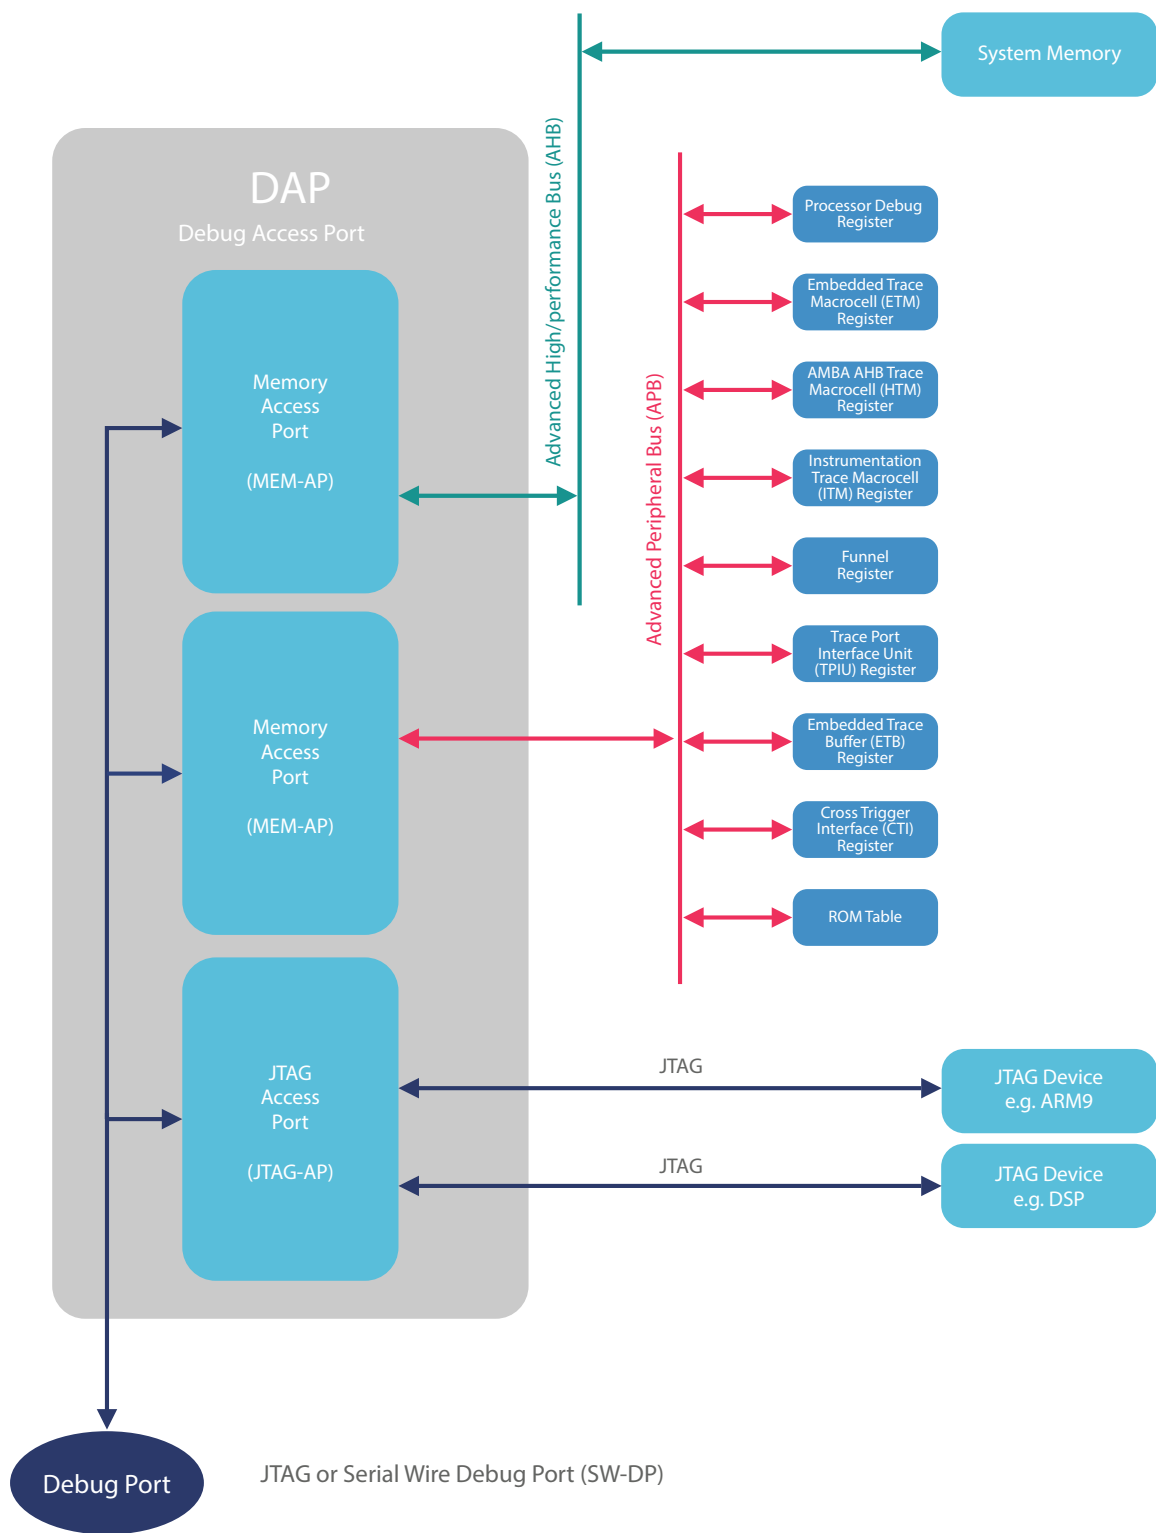 System Memory
Advanced High/performance Bus (AHB)
DAP
Debug Access Port
Advanced Peripheral Bus (APB)
Processor Debug
Register
Embedded Trace
Macrocell (ETM)
Register
AMBA AHB Trace
Macrocell (HTM)
Register
Instrumentation
Trace Macrocell
(ITM) Register
Funnel
Register
Trace Port
Interface Unit
(TPIU) Register
Embedded Trace
Buffer (ETB)
Register
Cross Trigger
Interface (CTI)
Register
ROM Table
Memory
Access
Port
(MEM-AP)
Memory
Access
Port
(MEM-AP)
JTAG
Access
Port
(JTAG-AP)
JTAG
JTAG Device
e.g. ARM9
JTAG
JTAG Device
e.g. DSP
Debug Port
JTAG or Serial Wire Debug Port (SW-DP)